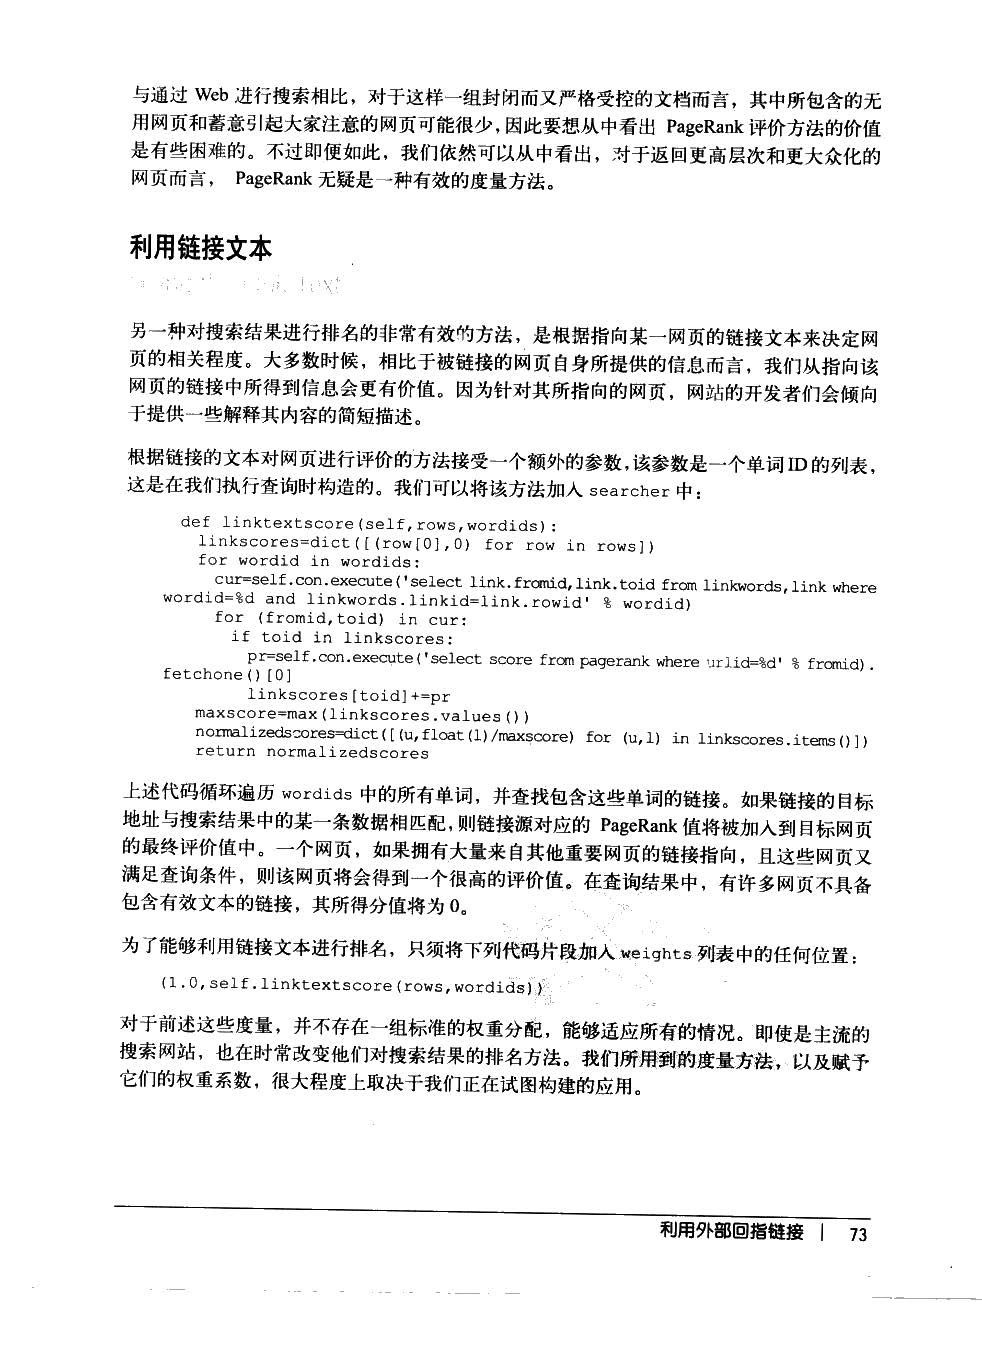 与通过 Web 进行搜索相比，对于这样一组封闭而又严格受控的文档而言，其中所包含的无
用网页和蓄意引起大家注意的网页可能很少，因此要想从中看出 PageRank 评价方法的价值
是有些困难的。不过即便如此，我们依然可以从中看出，对于返回更高层次和更大众化的
网页而言， PageRank 无疑是一种有效的度量方法。
利用链接文本
另一种对搜索结果进行排名的非常有效的方法，是根据指向某一网页的链接文本来决定网
页的相关程度。大多数时候，相比于被链接的网页自身所提供的信息而言，我们从指向该
网页的链接中所得到信息会更有价值。因为针对其所指向的网页，网站的开发者们会倾向
于提供一些解释其内容的简短描述。
根据链接的文本对网页进行评价的方法接受一个额外的参数，该参数是一个单词ID的列表，
这是在我们执行查询时构造的。我们可以将该方法加入 searcher 中：
def linktextscore(self,rows,wordids):
linkscores=dict([(row[0],0) for row in rows])
for wordid in wordids:
cur=self.con.execute('select link.fromid,link.toid from linkwords,link where
wordid=%d and linkwords.linkid=link.rowid' % wordid)
for (fromid,toid) in cur:
if toid in linkscores:
pr=self.con.execute('select score from pagerank where urlid=%d' % fromid).
fetchone()[0]
linkscores[toid]+=pr
maxscore=max(linkscores.values())
normalizedscores=dict([(u,float(l)/maxscore) for (u,l) in linkscores.items()])
return normalizedscores
上述代码循环遍历 wordids 中的所有单词，并查找包含这些单词的链接。如果链接的目标
地址与搜索结果中的某一条数据相匹配，则链接源对应的 PageRank 值将被加入到目标网页
的最终评价值中。一个网页，如果拥有大量来自其他重要网页的链接指向，且这些网页又
满足查询条件，则该网页将会得到一个很高的评价值。在查询结果中，有许多网页不具备
包含有效文本的链接，其所得分值将为 0。
为了能够利用链接文本进行排名，只须将下列代码片段加入 weights 列表中的任何位置：
(1.0,self.linktextscore(rows,wordids))
对于前述这些度量，并不存在一组标准的权重分配，能够适应所有的情况。即使是主流的
搜索网站，也在时常改变他们对搜索结果的排名方法。我们所用到的度量方法，以及赋予
它们的权重系数，很大程度上取决于我们正在试图构建的应用。
利用外部回指链接 | 73